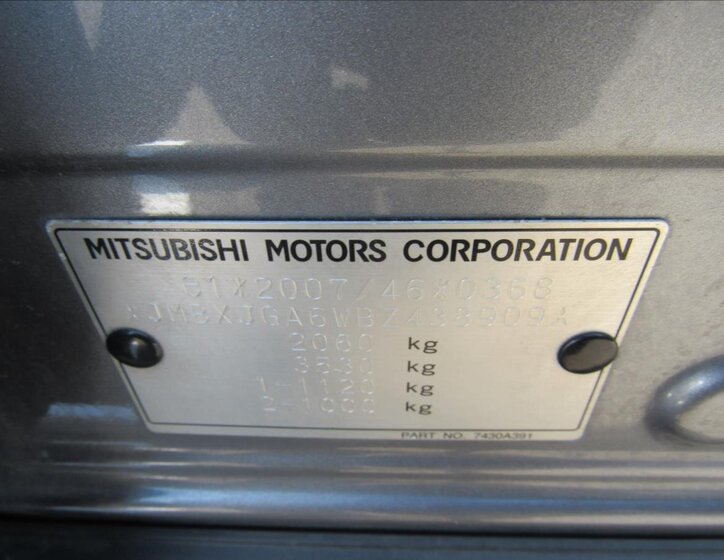 MITSUBISHI MOTORS CORPORATION
e1*2007/46*0368
2060 kg
3530 kg
1-1120 kg
2-1060 kg
PART NO. 7430A391